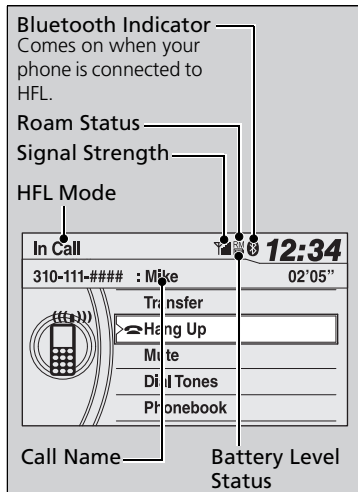 Bluetooth Indicator
Comes on when your
phone is connected to
HFL.
Roam Status
Signal Strength
HFL Mode
In Call RM 12:34
310-111-#### : Mike 02'05”
Transfer
Hang Up
Mute
Dial Tones
Phonebook
Call Name
Battery Level
Status